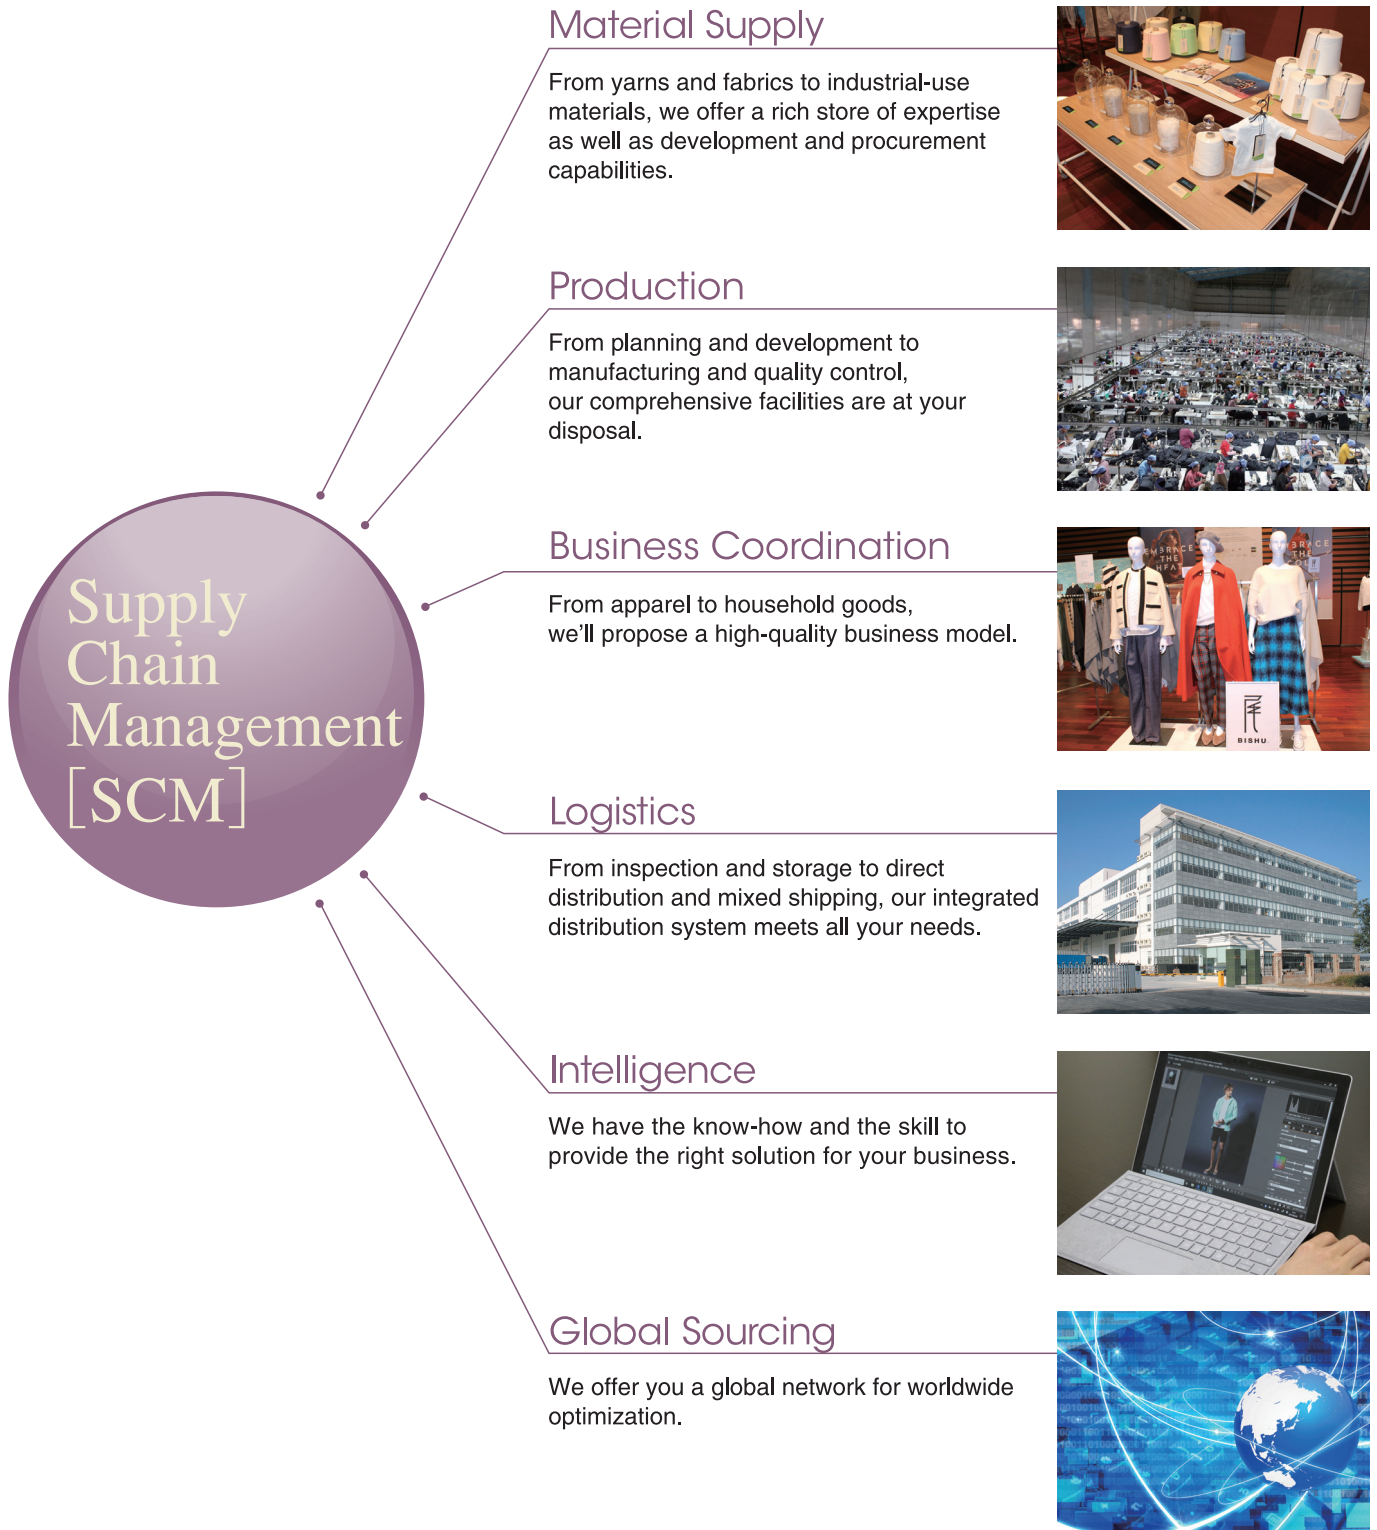 Material Supply
From yarns and fabrics to industrial-use
materials, we offer a rich store of expertise
as well as development and procurement
capabilities.
Production
From planning and development to
manufacturing and quality control,
our comprehensive facilities are at your
disposal.
Supply
Chain
Management
[SCM]
Business Coordination
From apparel to household goods,
we’ll propose a high-quality business model.
EMBRACE
THE
HEAT
尾
BISHU
Logistics
From inspection and storage to direct
distribution and mixed shipping, our integrated
distribution system meets all your needs.
Intelligence
We have the know-how and the skill to
provide the right solution for your business.
Global Sourcing
We offer you a global network for worldwide
optimization.